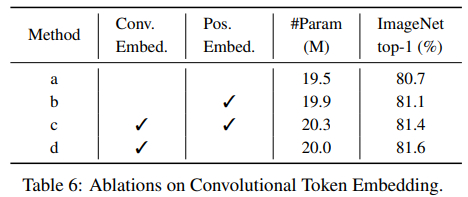 Method Conv. Embed. Pos. Embed. #Param (M) ImageNet top-1 (%)
a 19.5 80.7
b ✓ 19.9 81.1
c ✓ ✓ 20.3 81.4
d ✓ 20.0 81.6
Table 6: Ablations on Convolutional Token Embedding.